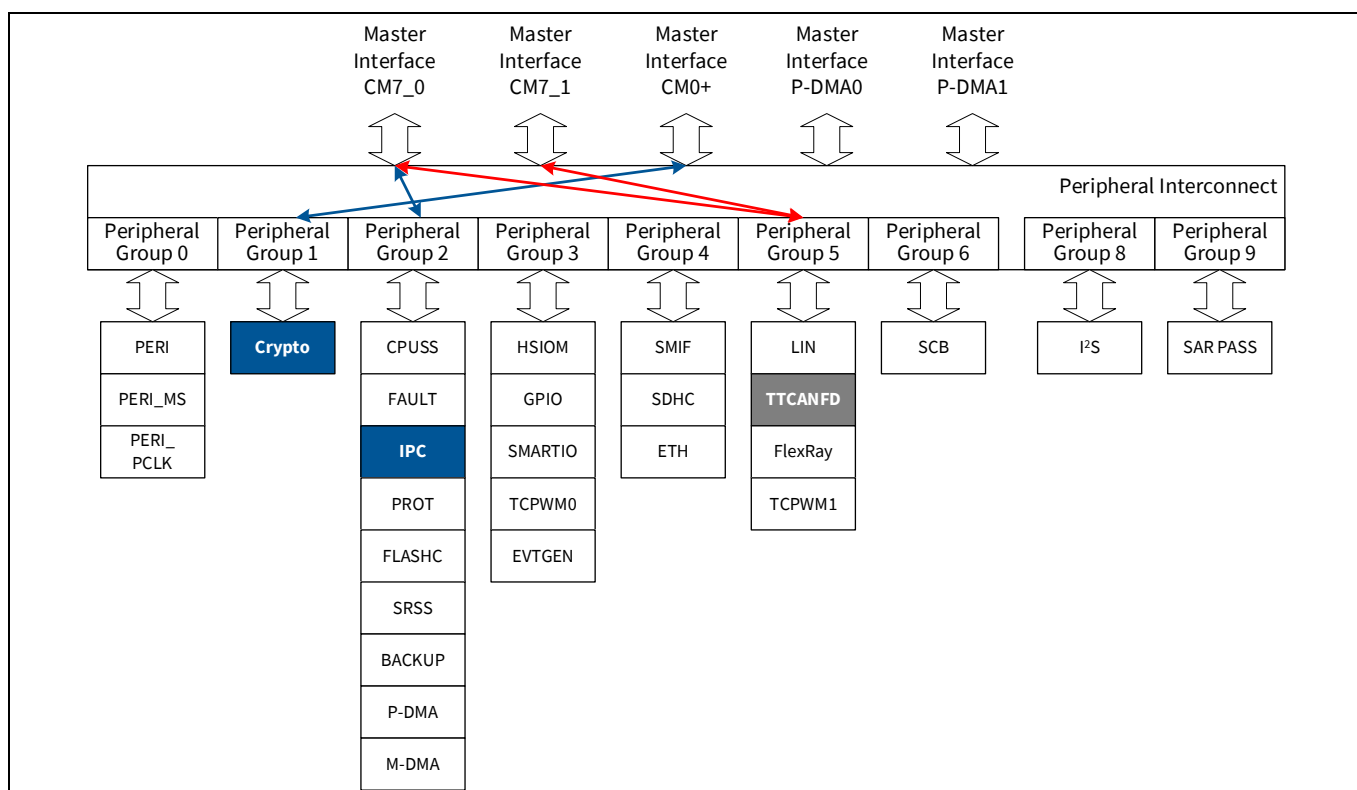 Master
Interface
CM7_0
Master
Interface
CM7_1
Master
Interface
CM0+
Master
Interface
P-DMA0
Master
Interface
P-DMA1
Peripheral Interconnect
Peripheral
Group 0
Peripheral
Group 1
Peripheral
Group 2
Peripheral
Group 3
Peripheral
Group 4
Peripheral
Group 5
Peripheral
Group 6
Peripheral
Group 8
Peripheral
Group 9
PERI
PERI_MS
PERI_
PCLK
Crypto
CPUSS
FAULT
IPC
PROT
FLASHC
SRSS
BACKUP
P-DMA
M-DMA
HSIOM
GPIO
SMARTIO
TCPWM0
EVTGEN
SMIF
SDHC
ETH
LIN
TTCANFD
FlexRay
TCPWM1
SCB
I²S
SAR PASS